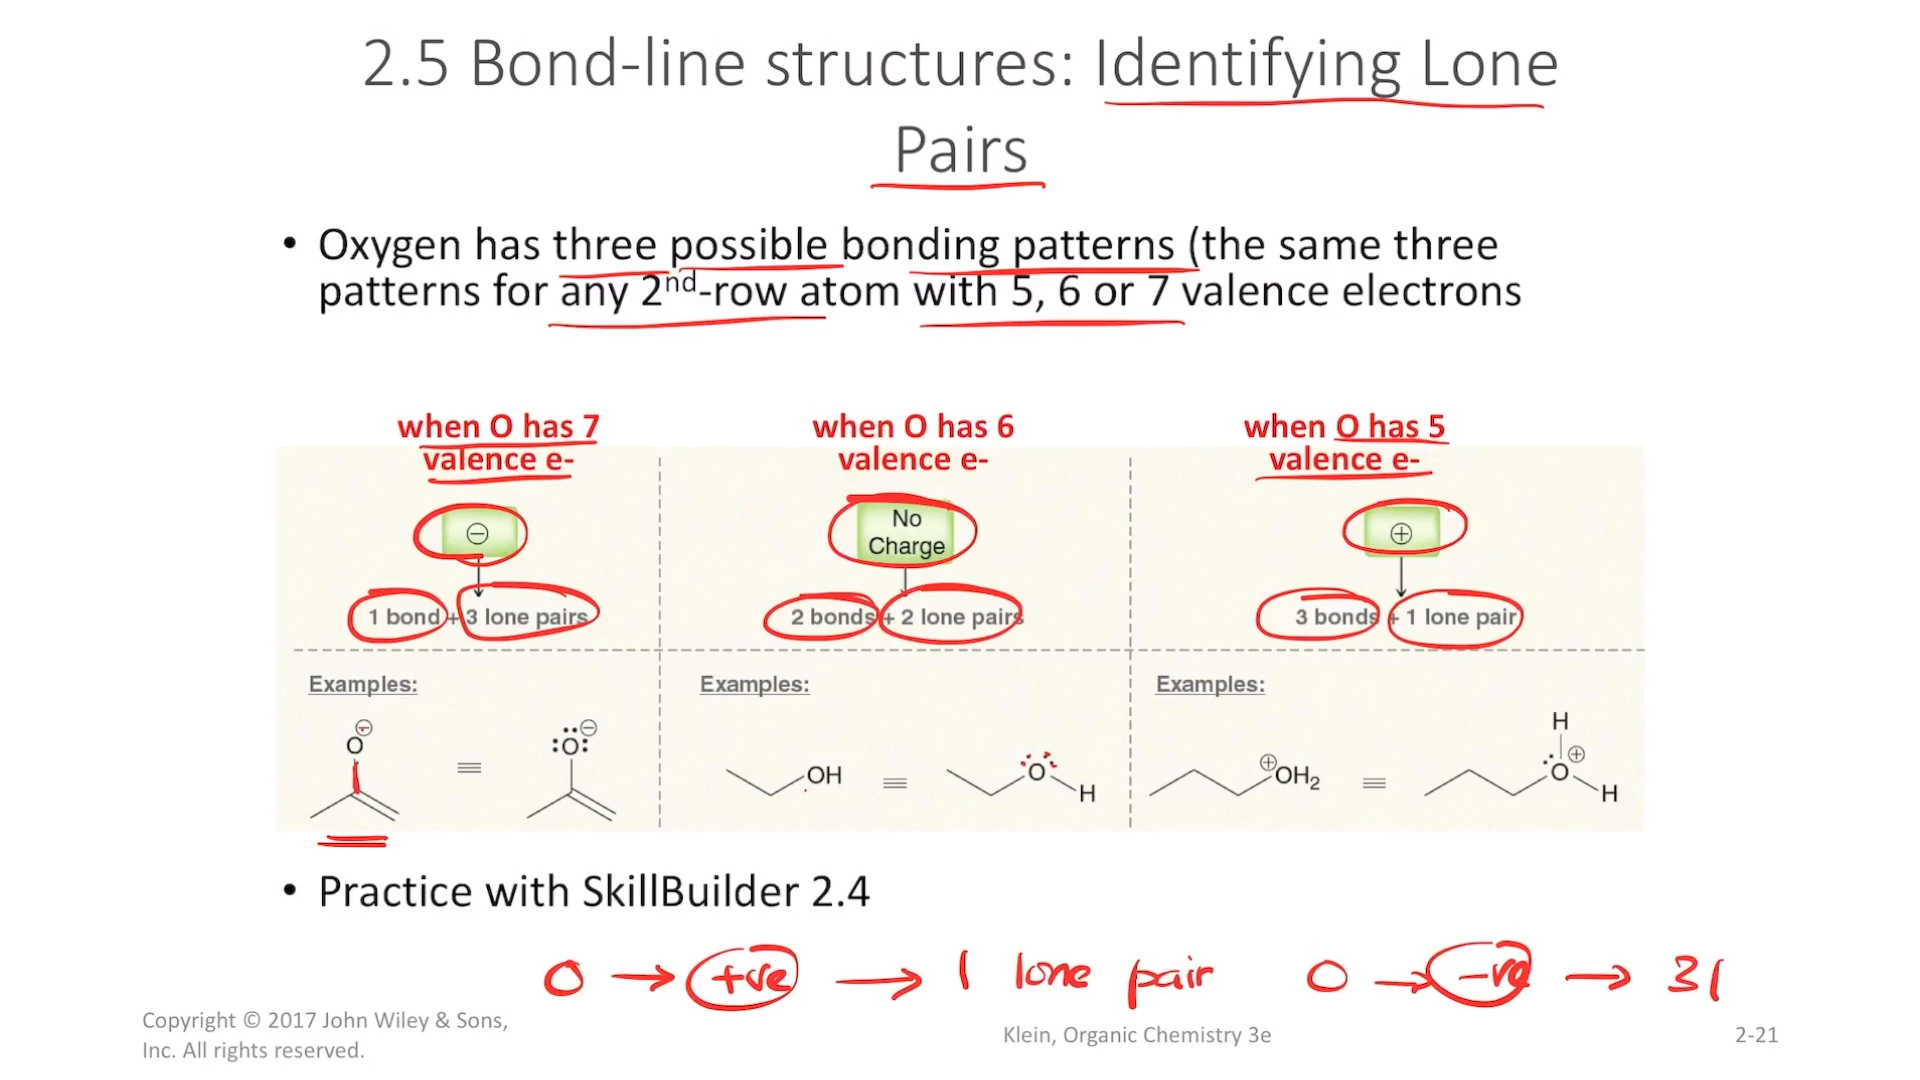 2.5 Bond-line structures: Identifying Lone
Pairs
• Oxygen has three possible bonding patterns (the same three
patterns for any 2nd-row atom with 5, 6 or 7 valence electrons
when O has 7
valence e-
when O has 6
valence e-
when O has 5
valence e-
⊖
No
Charge
⊕
1 bond + 3 lone pairs
2 bonds + 2 lone pairs
3 bonds + 1 lone pair
Examples:
O ⊖
≡
:O: ⊖
Examples:
OH
≡
O
H
Examples:
⊕
OH2
≡
H
O ⊕
H
• Practice with SkillBuilder 2.4
O → +ve → 1 lone pair O → -ve → 3l
Copyright © 2017 John Wiley & Sons,
Inc. All rights reserved.
Klein, Organic Chemistry 3e
2-21